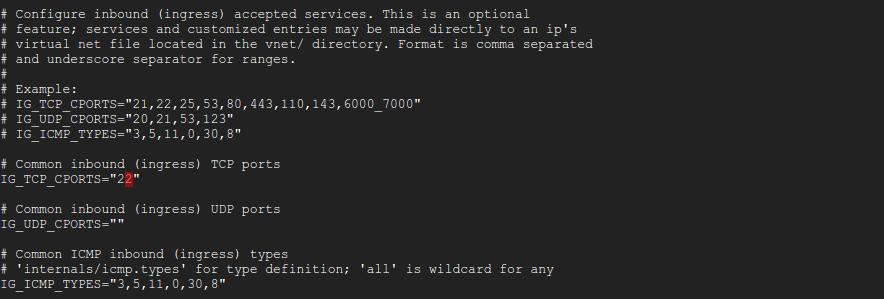 # Configure inbound (ingress) accepted services. This is an optional
# feature; services and customized entries may be made directly to an ip's
# virtual net file located in the vnet/ directory. Format is comma separated
# and underscore separator for ranges.
#
# Example:
# IG_TCP_CPORTS="21,22,25,53,80,443,110,143,6000_7000"
# IG_UDP_CPORTS="20,21,53,123"
# IG_ICMP_TYPES="3,5,11,0,30,8"
# Common inbound (ingress) TCP ports
IG_TCP_CPORTS="22"
# Common inbound (ingress) UDP ports
IG_UDP_CPORTS=""
# Common ICMP inbound (ingress) types
# 'internals/icmp.types' for type definition; 'all' is wildcard for any
IG_ICMP_TYPES="3,5,11,0,30,8"